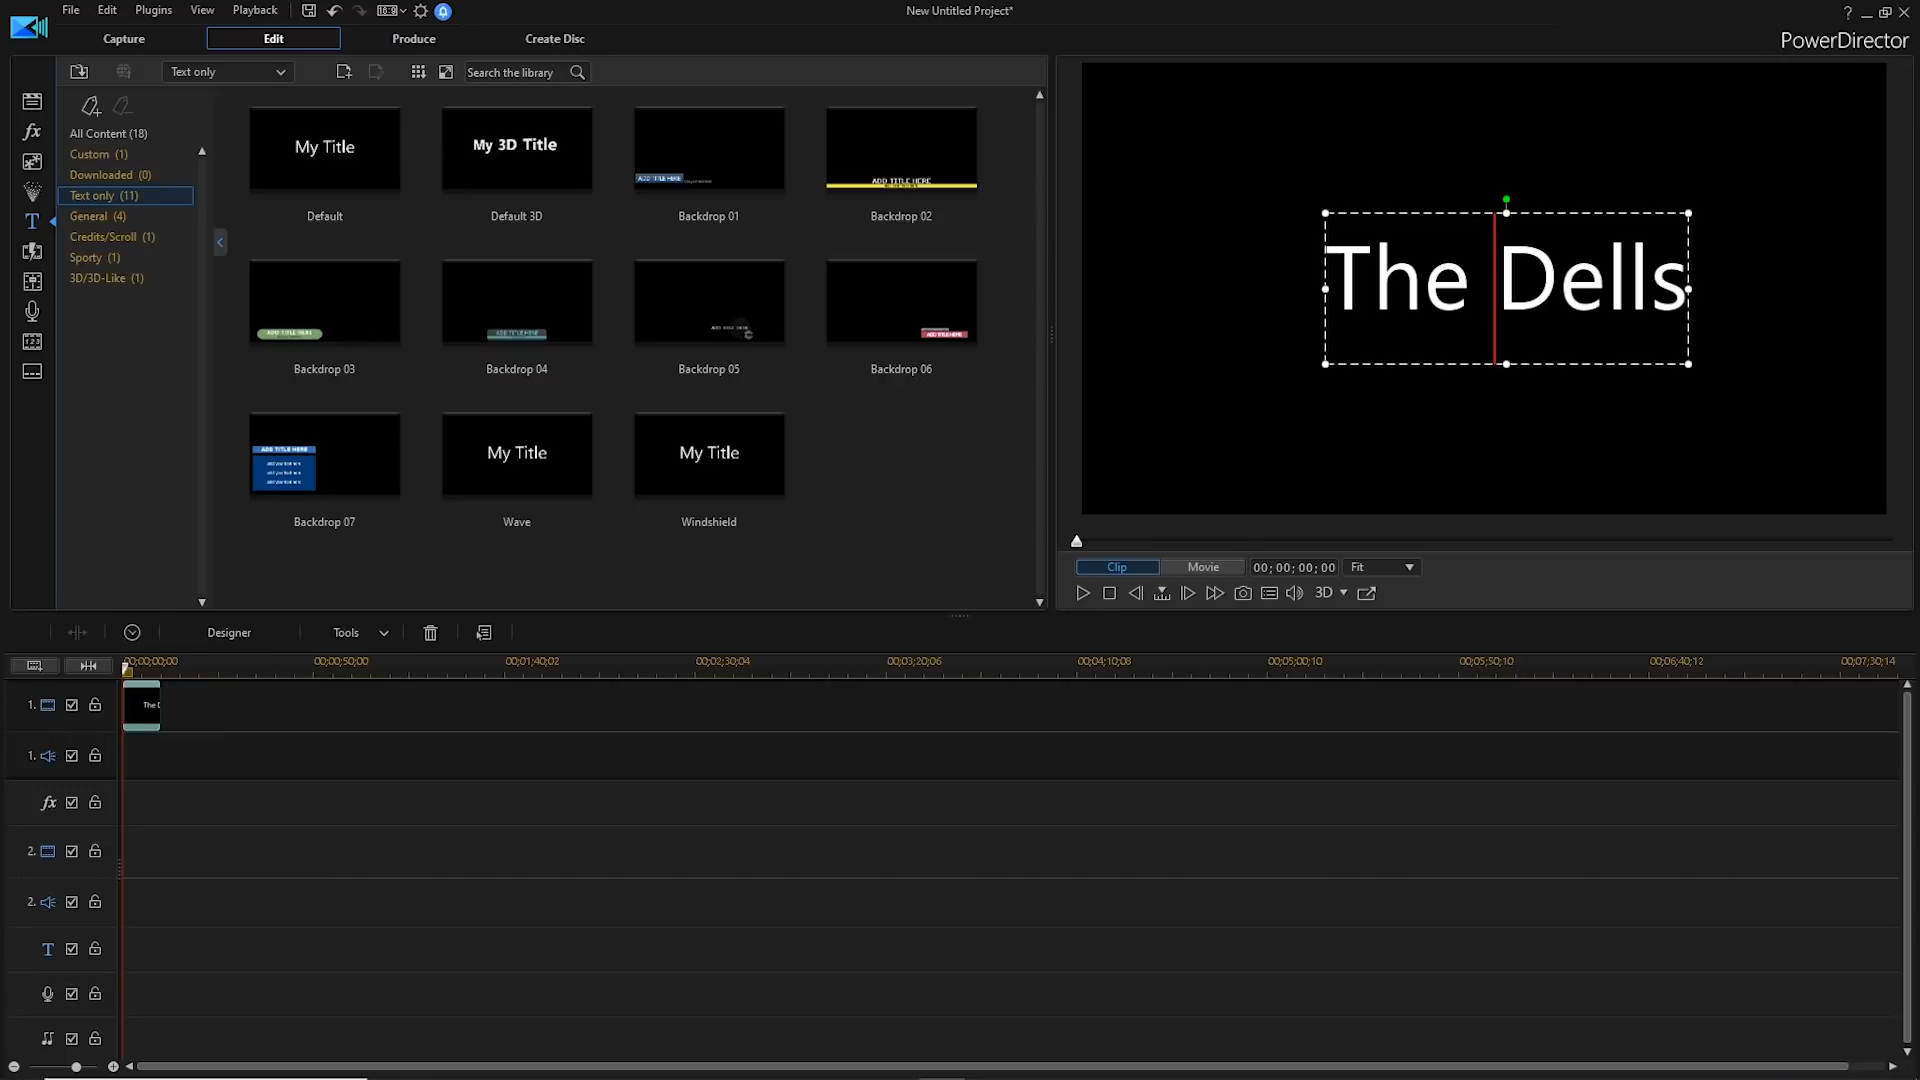 File Edit Plugins View Playback
16:9
New Untitled Project*
?
Capture Edit Produce Create Disc
PowerDirector
Text only
Search the library
All Content (18)
Custom (1)
Downloaded (0)
Text only (11)
General (4)
Credits/Scroll (1)
Sporty (1)
3D/3D-Like (1)
fx
T
My Title
Default
My 3D Title
Default 3D
ADD TITLE HERE
Backdrop 01
ADD TITLE HERE
Backdrop 02
ADD TITLE HERE
Backdrop 03
ADD TITLE HERE
Backdrop 04
ADD TITLE HERE
Backdrop 05
ADD TITLE HERE
Backdrop 06
ADD TITLE HERE
Backdrop 07
My Title
Wave
My Title
Windshield
The Dells
Clip Movie 00; 00; 00; 00 Fit
3D
Designer Tools
00;00;00;00 00;00;50;00 00;01;40;02 00;02;30;04 00;03;20;06 00;04;10;08 00;05;00;10 00;05;50;10 00;06;40;12 00;07;30;14
1.
The D
1.
fx
2.
2.
T